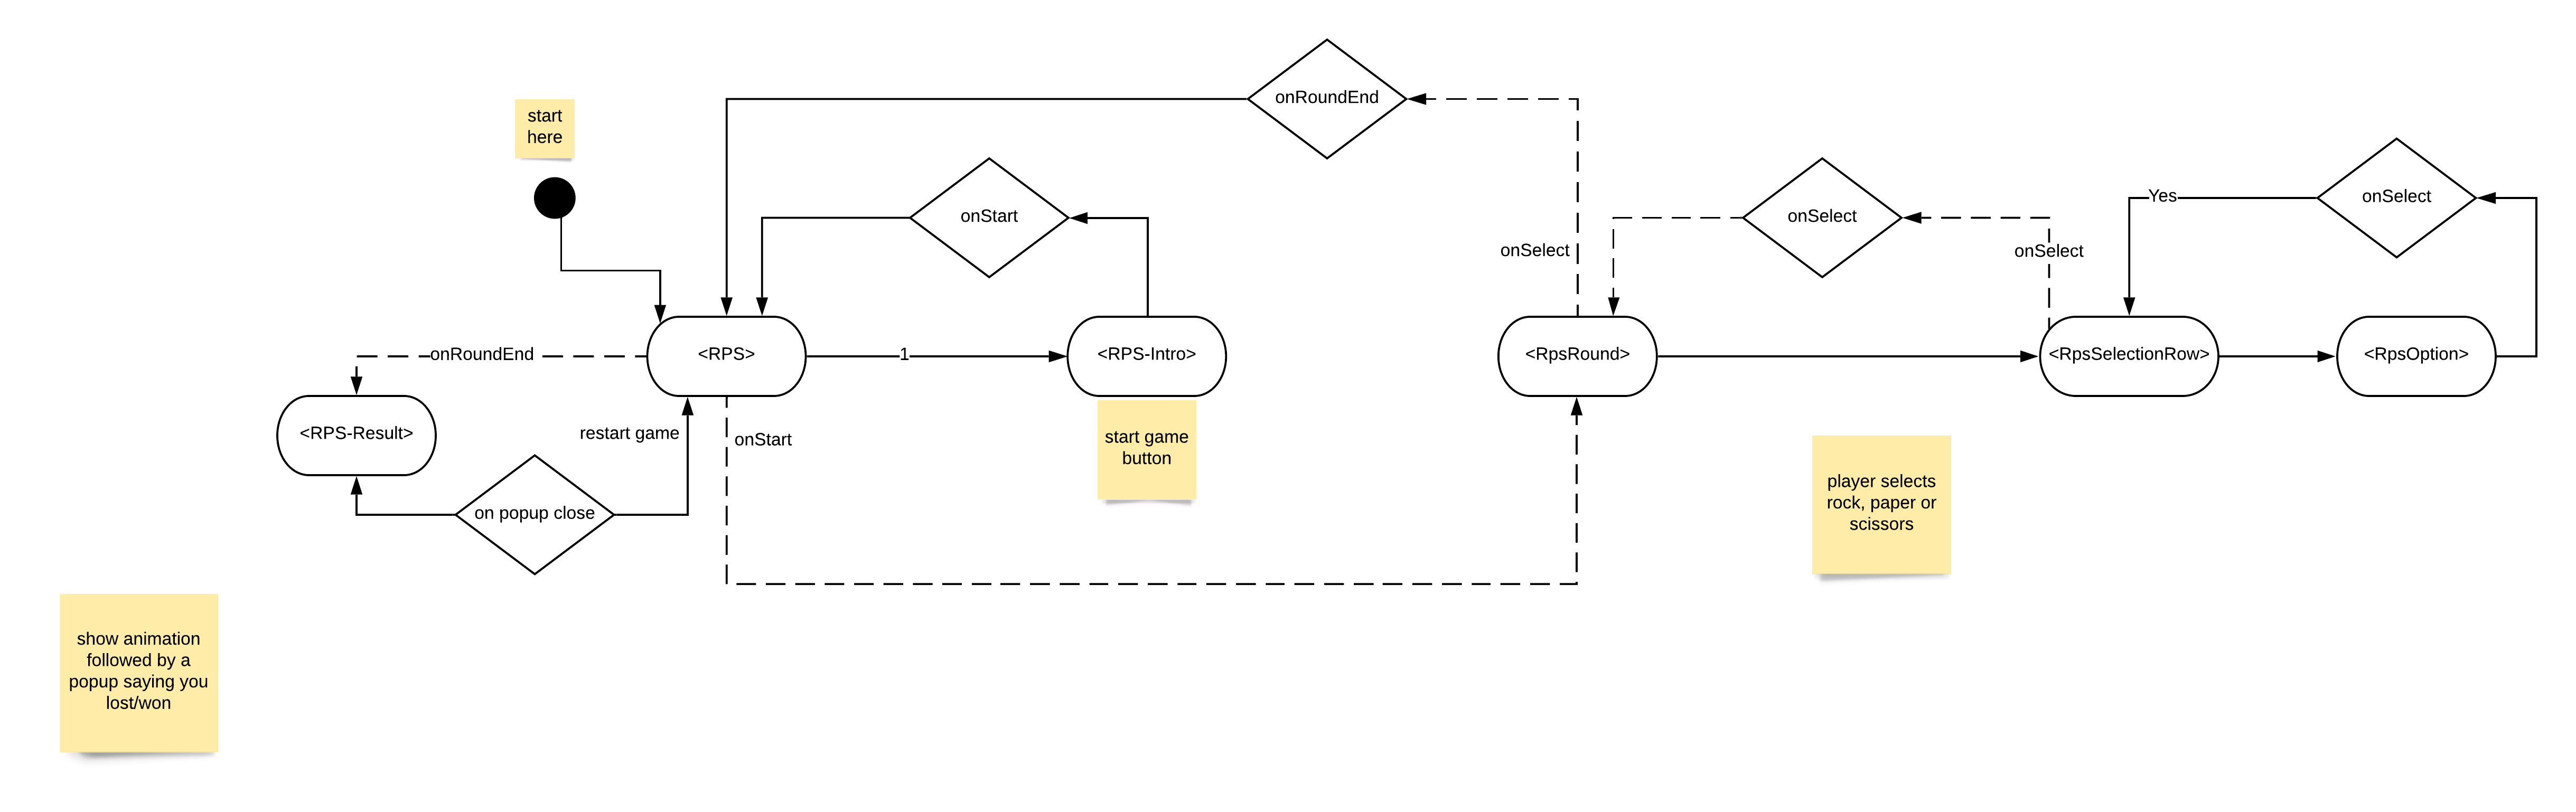 onRoundEnd
start
here
onStart
onSelect
onSelect
Yes
onSelect
onSelect
onRoundEnd
<RPS>
1
<RPS-Intro>
<RpsRound>
<RpsSelectionRow>
<RpsOption>
<RPS-Result>
restart game
onStart
start game
button
on popup close
player selects
rock, paper or
scissors
show animation
followed by a
popup saying you
lost/won